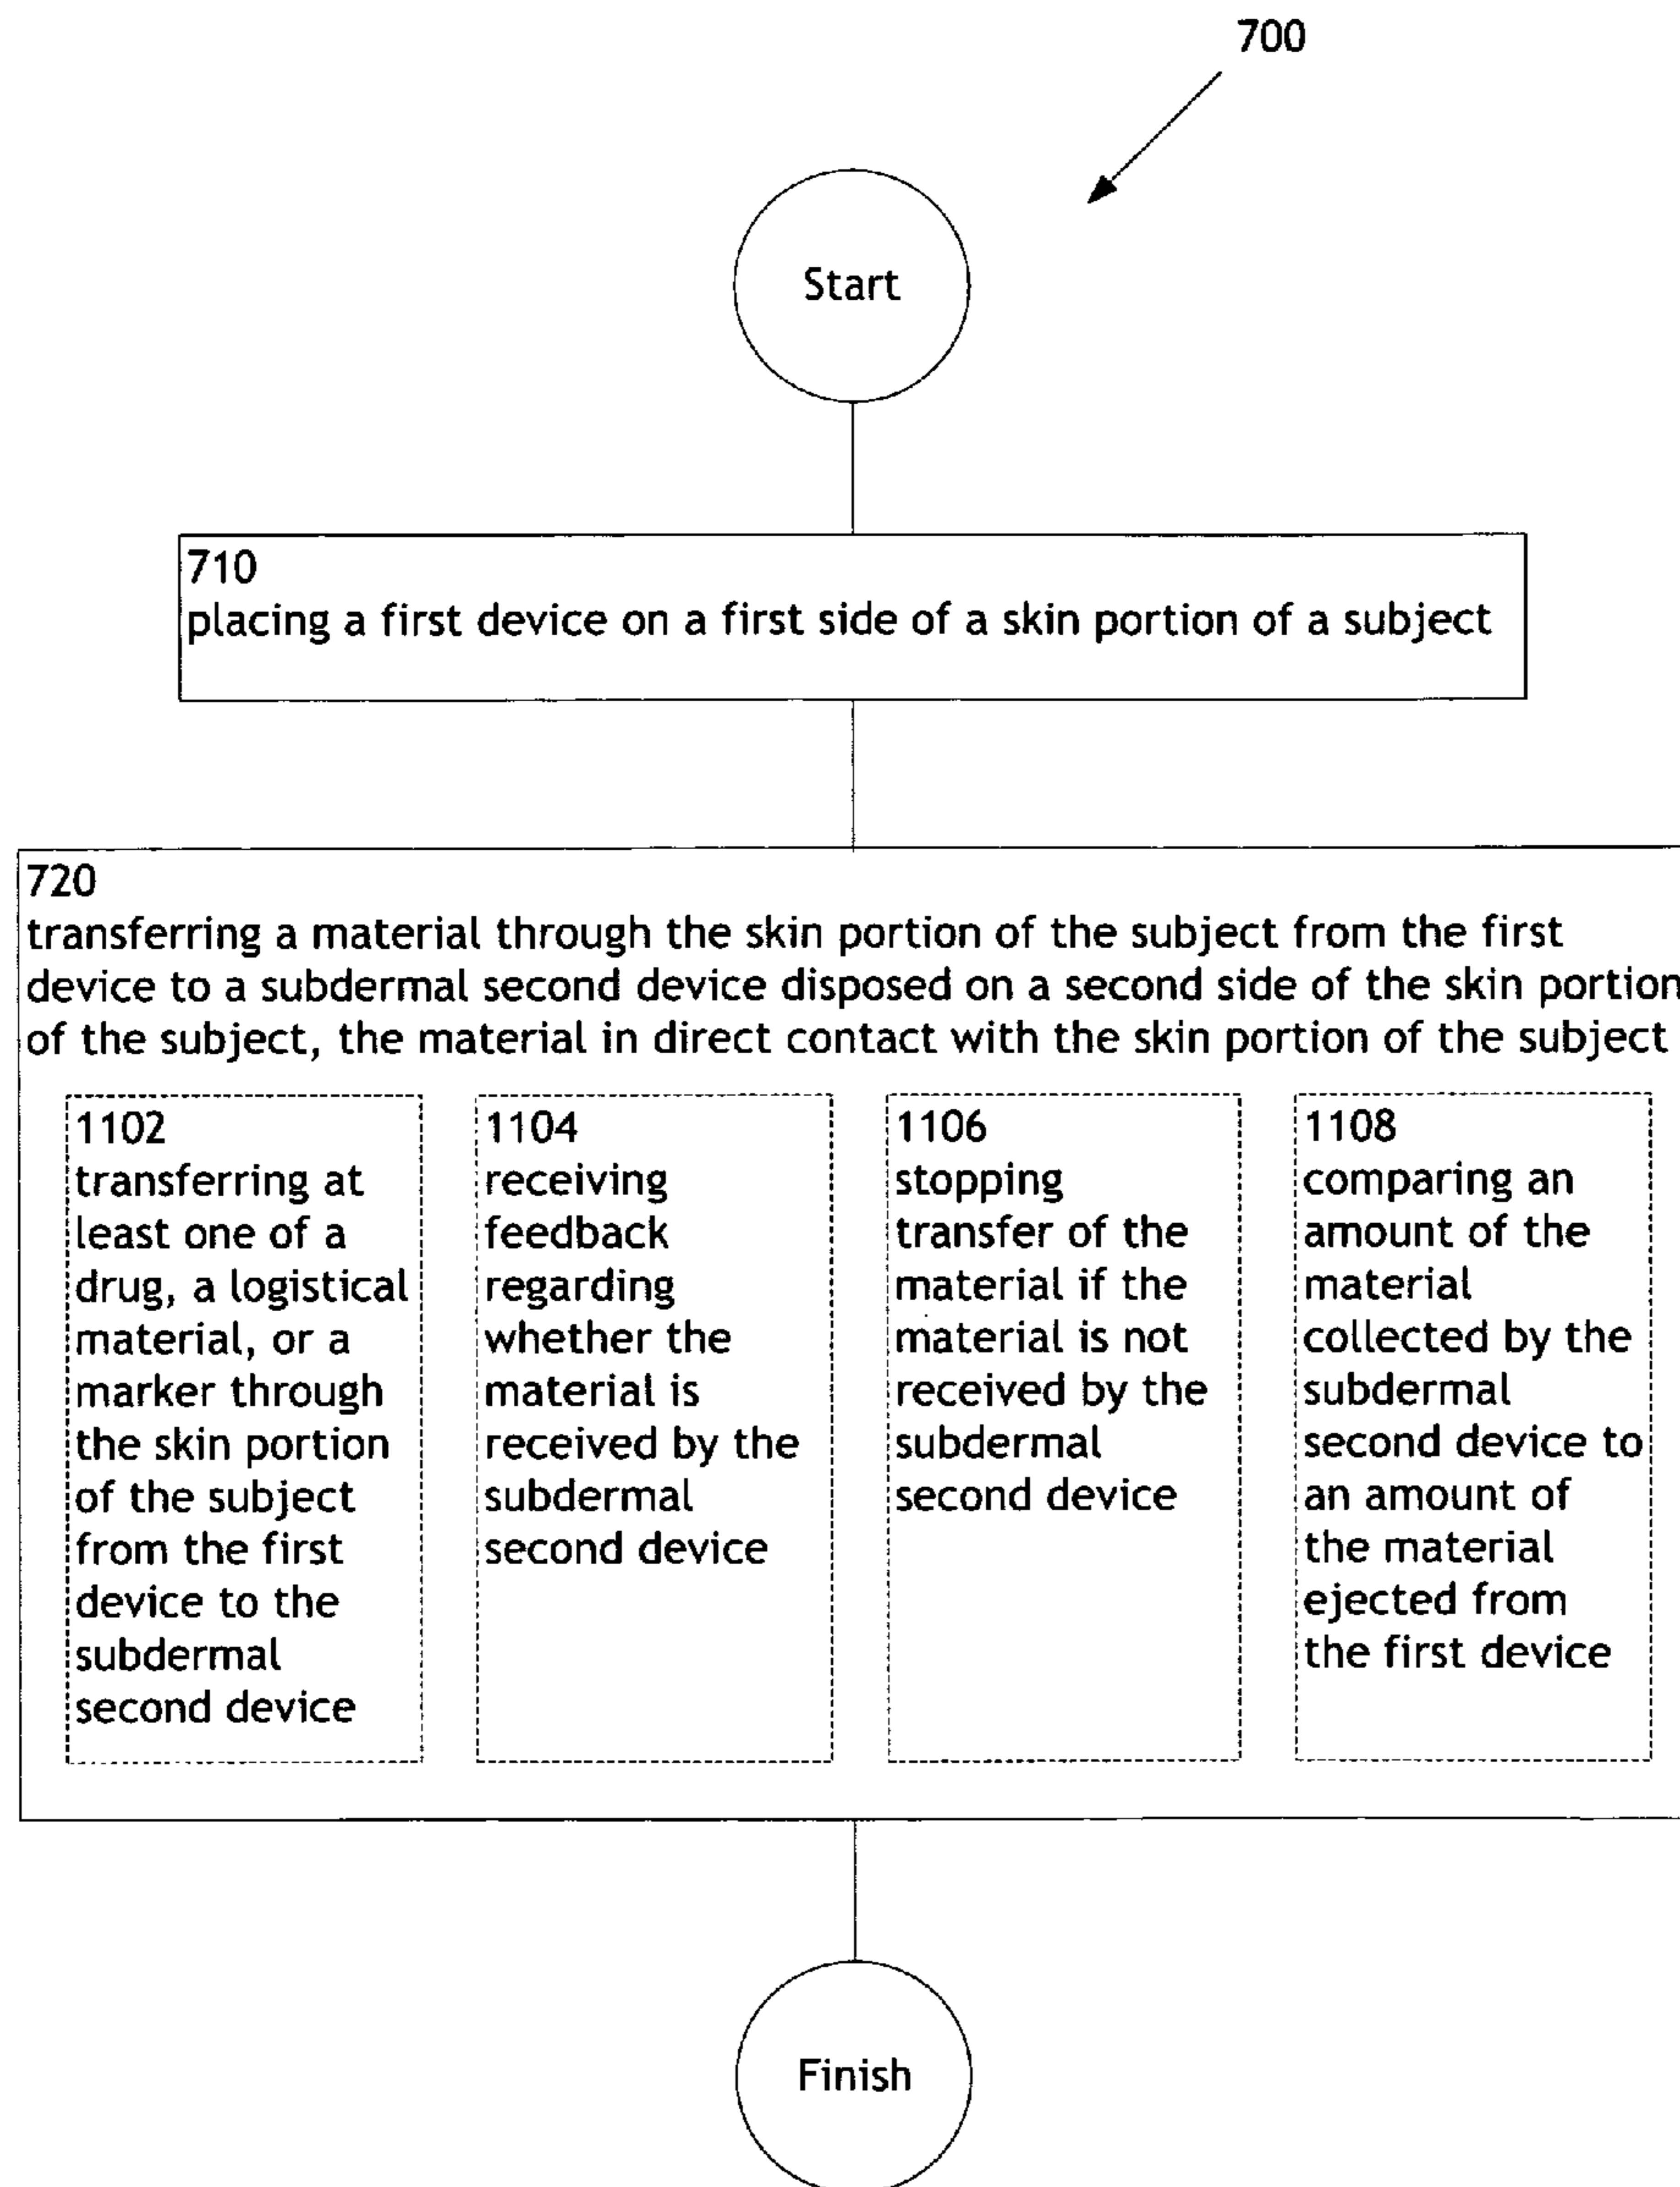 700
Start
710
placing a first device on a first side of a skin portion of a subject
720
transferring a material through the skin portion of the subject from the first
device to a subdermal second device disposed on a second side of the skin portion
of the subject, the material in direct contact with the skin portion of the subject
1102
transferring at
least one of a
drug, a logistical
material, or a
marker through
the skin portion
of the subject
from the first
device to the
subdermal
second device
1104
receiving
feedback
regarding
whether the
material is
received by the
subdermal
second device
1106
stopping
transfer of the
material if the
material is not
received by the
subdermal
second device
1108
comparing an
amount of the
material
collected by the
subdermal
second device to
an amount of
the material
ejected from
the first device
Finish